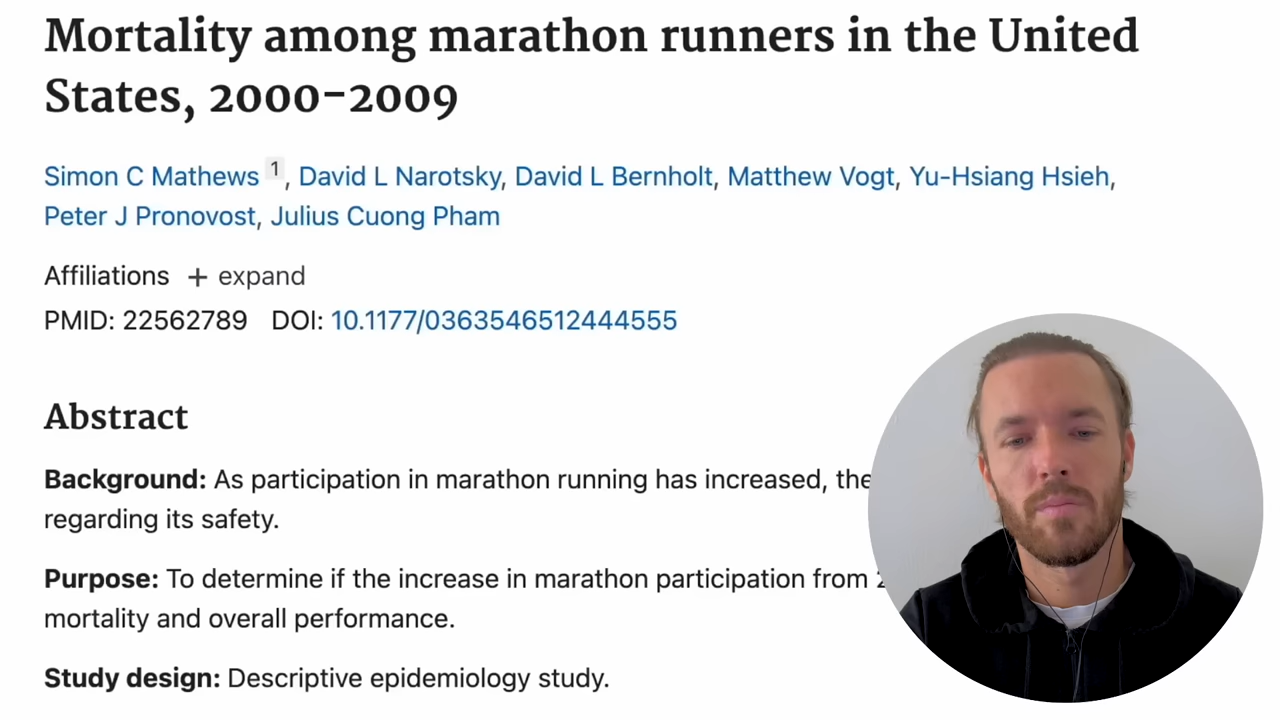 Mortality among marathon runners in the United
States, 2000-2009
Simon C Mathews 1, David L Narotsky, David L Bernholt, Matthew Vogt, Yu-Hsiang Hsieh,
Peter J Pronovost, Julius Cuong Pham
Affiliations + expand
PMID: 22562789 DOI: 10.1177/0363546512444555
Abstract
Background: As participation in marathon running has increased, the
regarding its safety.
Purpose: To determine if the increase in marathon participation from
mortality and overall performance.
Study design: Descriptive epidemiology study.